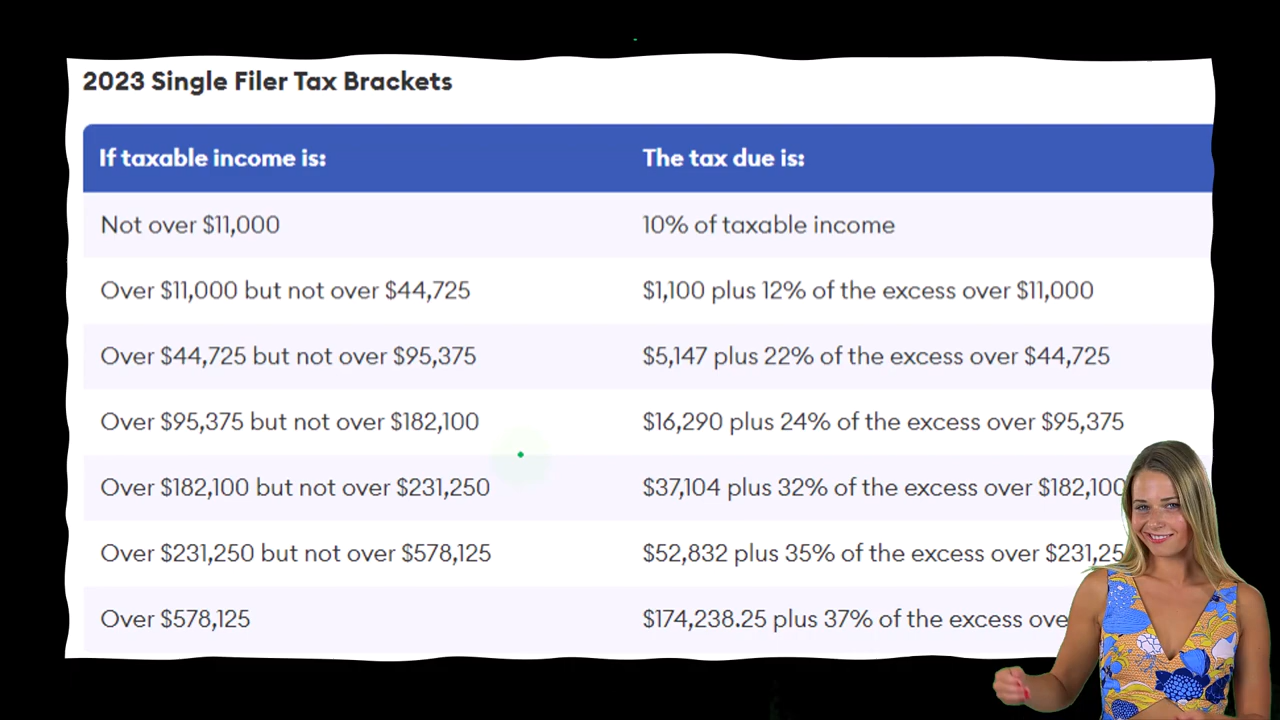 2023 Single Filer Tax Brackets
If taxable income is: The tax due is:
Not over $11,000 10% of taxable income
Over $11,000 but not over $44,725 $1,100 plus 12% of the excess over $11,000
Over $44,725 but not over $95,375 $5,147 plus 22% of the excess over $44,725
Over $95,375 but not over $182,100 $16,290 plus 24% of the excess over $95,375
Over $182,100 but not over $231,250 $37,104 plus 32% of the excess over $182,100
Over $231,250 but not over $578,125 $52,832 plus 35% of the excess over $231,25
Over $578,125 $174,238.25 plus 37% of the excess ove